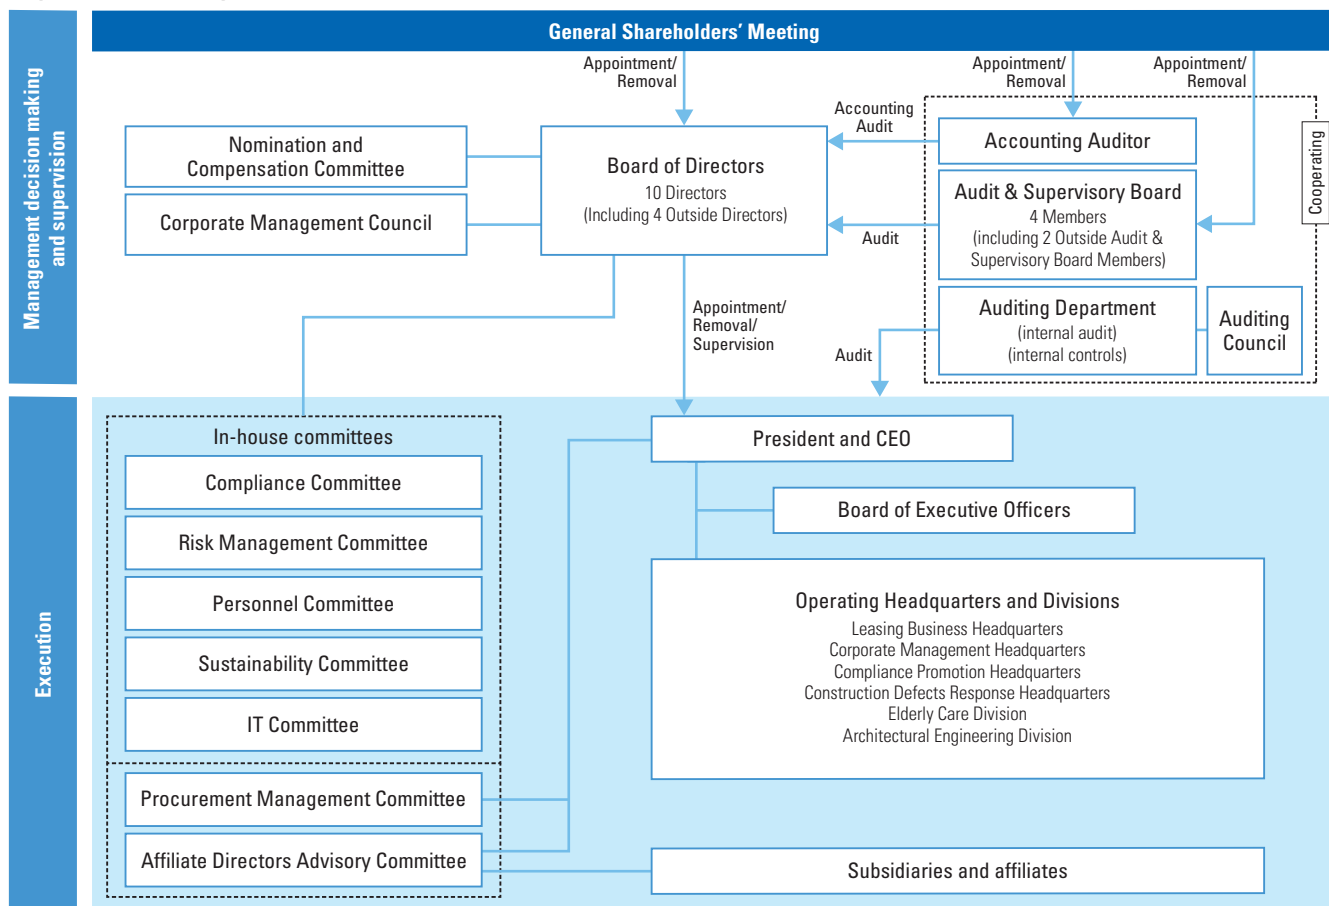 General Shareholders' Meeting
Management decision making
and supervision
Appointment/
Removal
Appointment/
Removal
Appointment/
Removal
Nomination and
Compensation Committee
Corporate Management Council
Board of Directors
10 Directors
(Including 4 Outside Directors)
Accounting
Audit
Audit
Accounting Auditor
Audit & Supervisory Board
4 Members
(including 2 Outside Audit &
Supervisory Board Members)
Cooperating
Auditing Department
(internal audit)
(internal controls)
Auditing
Council
Appointment/
Removal/
Supervision
Audit
Execution
In-house committees
Compliance Committee
Risk Management Committee
Personnel Committee
Sustainability Committee
IT Committee
Procurement Management Committee
Affiliate Directors Advisory Committee
President and CEO
Board of Executive Officers
Operating Headquarters and Divisions
Leasing Business Headquarters
Corporate Management Headquarters
Compliance Promotion Headquarters
Construction Defects Response Headquarters
Elderly Care Division
Architectural Engineering Division
Subsidiaries and affiliates